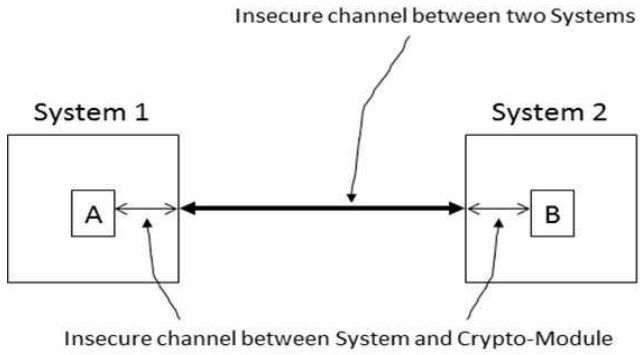 Insecure channel between two Systems
System 1
System 2
A
B
Insecure channel between System and Crypto-Module